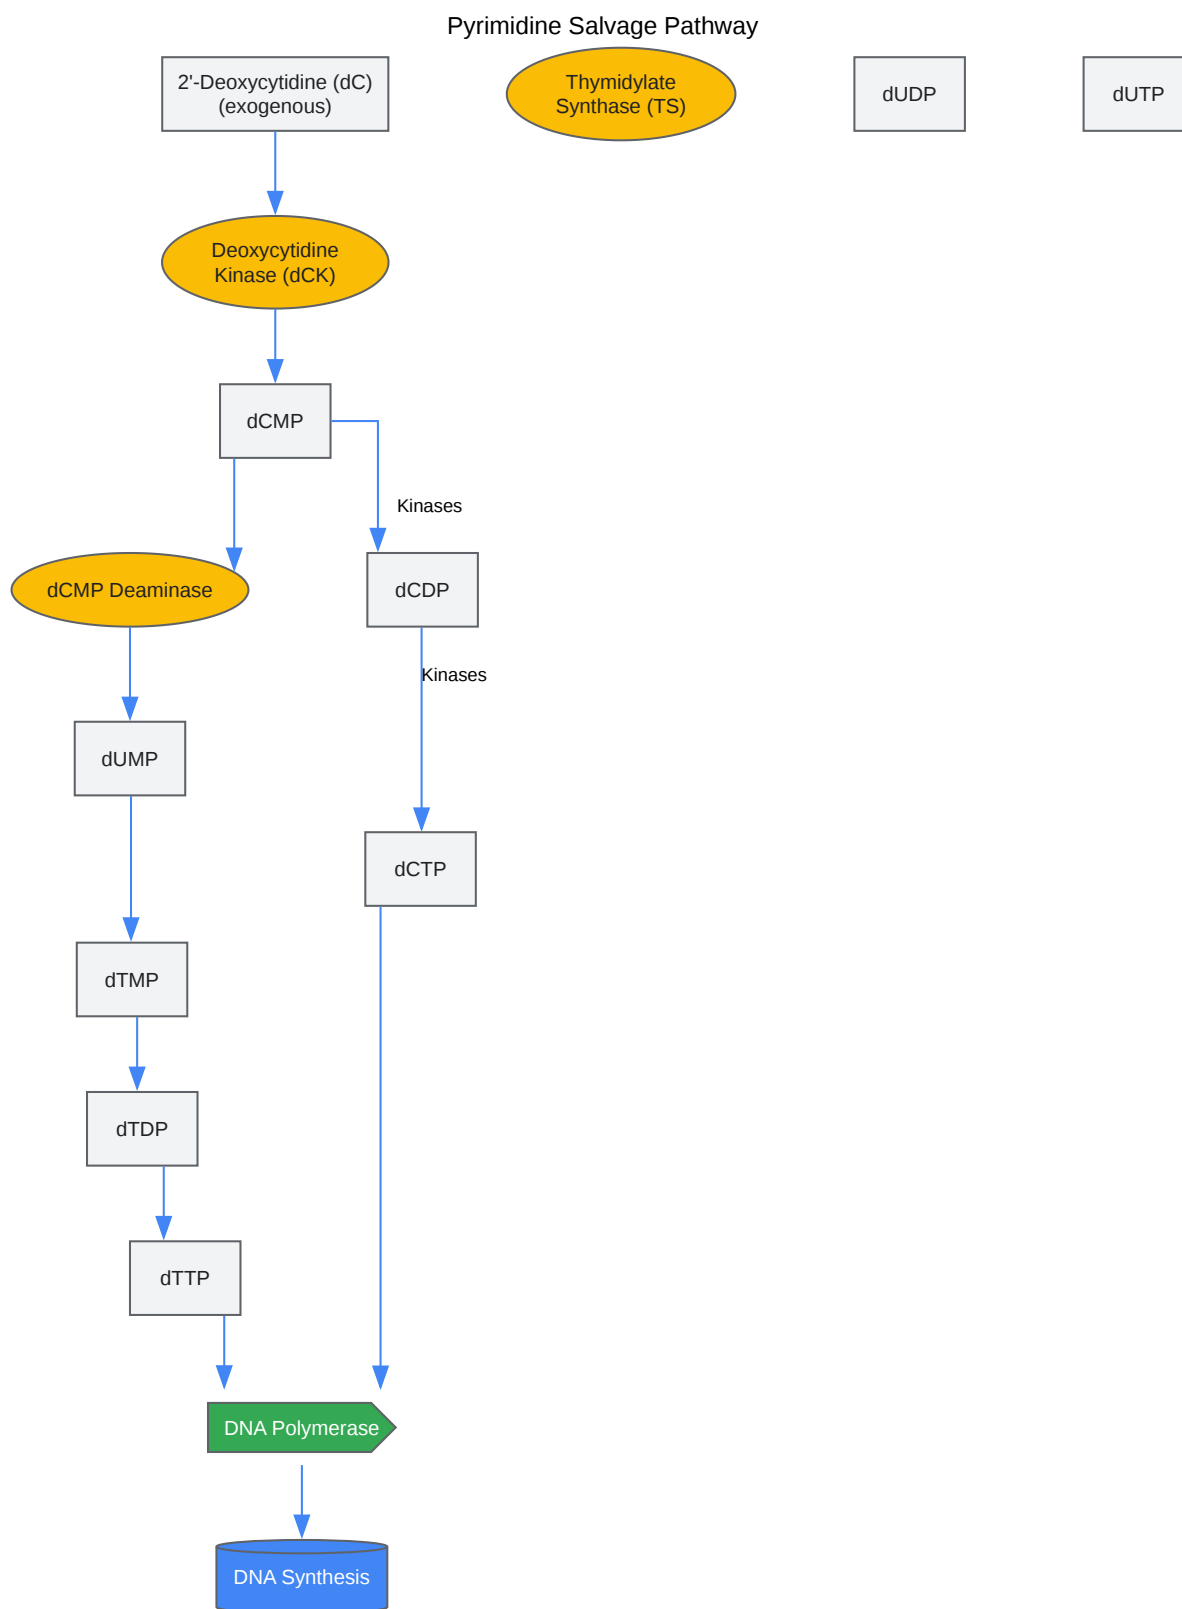 Pyrimidine Salvage Pathway
2'-Deoxycytidine (dC)
(exogenous)
Thymidylate
Synthase (TS)
dUDP
dUTP
Deoxycytidine
Kinase (dCK)
dCMP
Kinases
dCMP Deaminase
dCDP
Kinases
dUMP
dCTP
dTMP
dTDP
dTTP
DNA Polymerase
DNA Synthesis